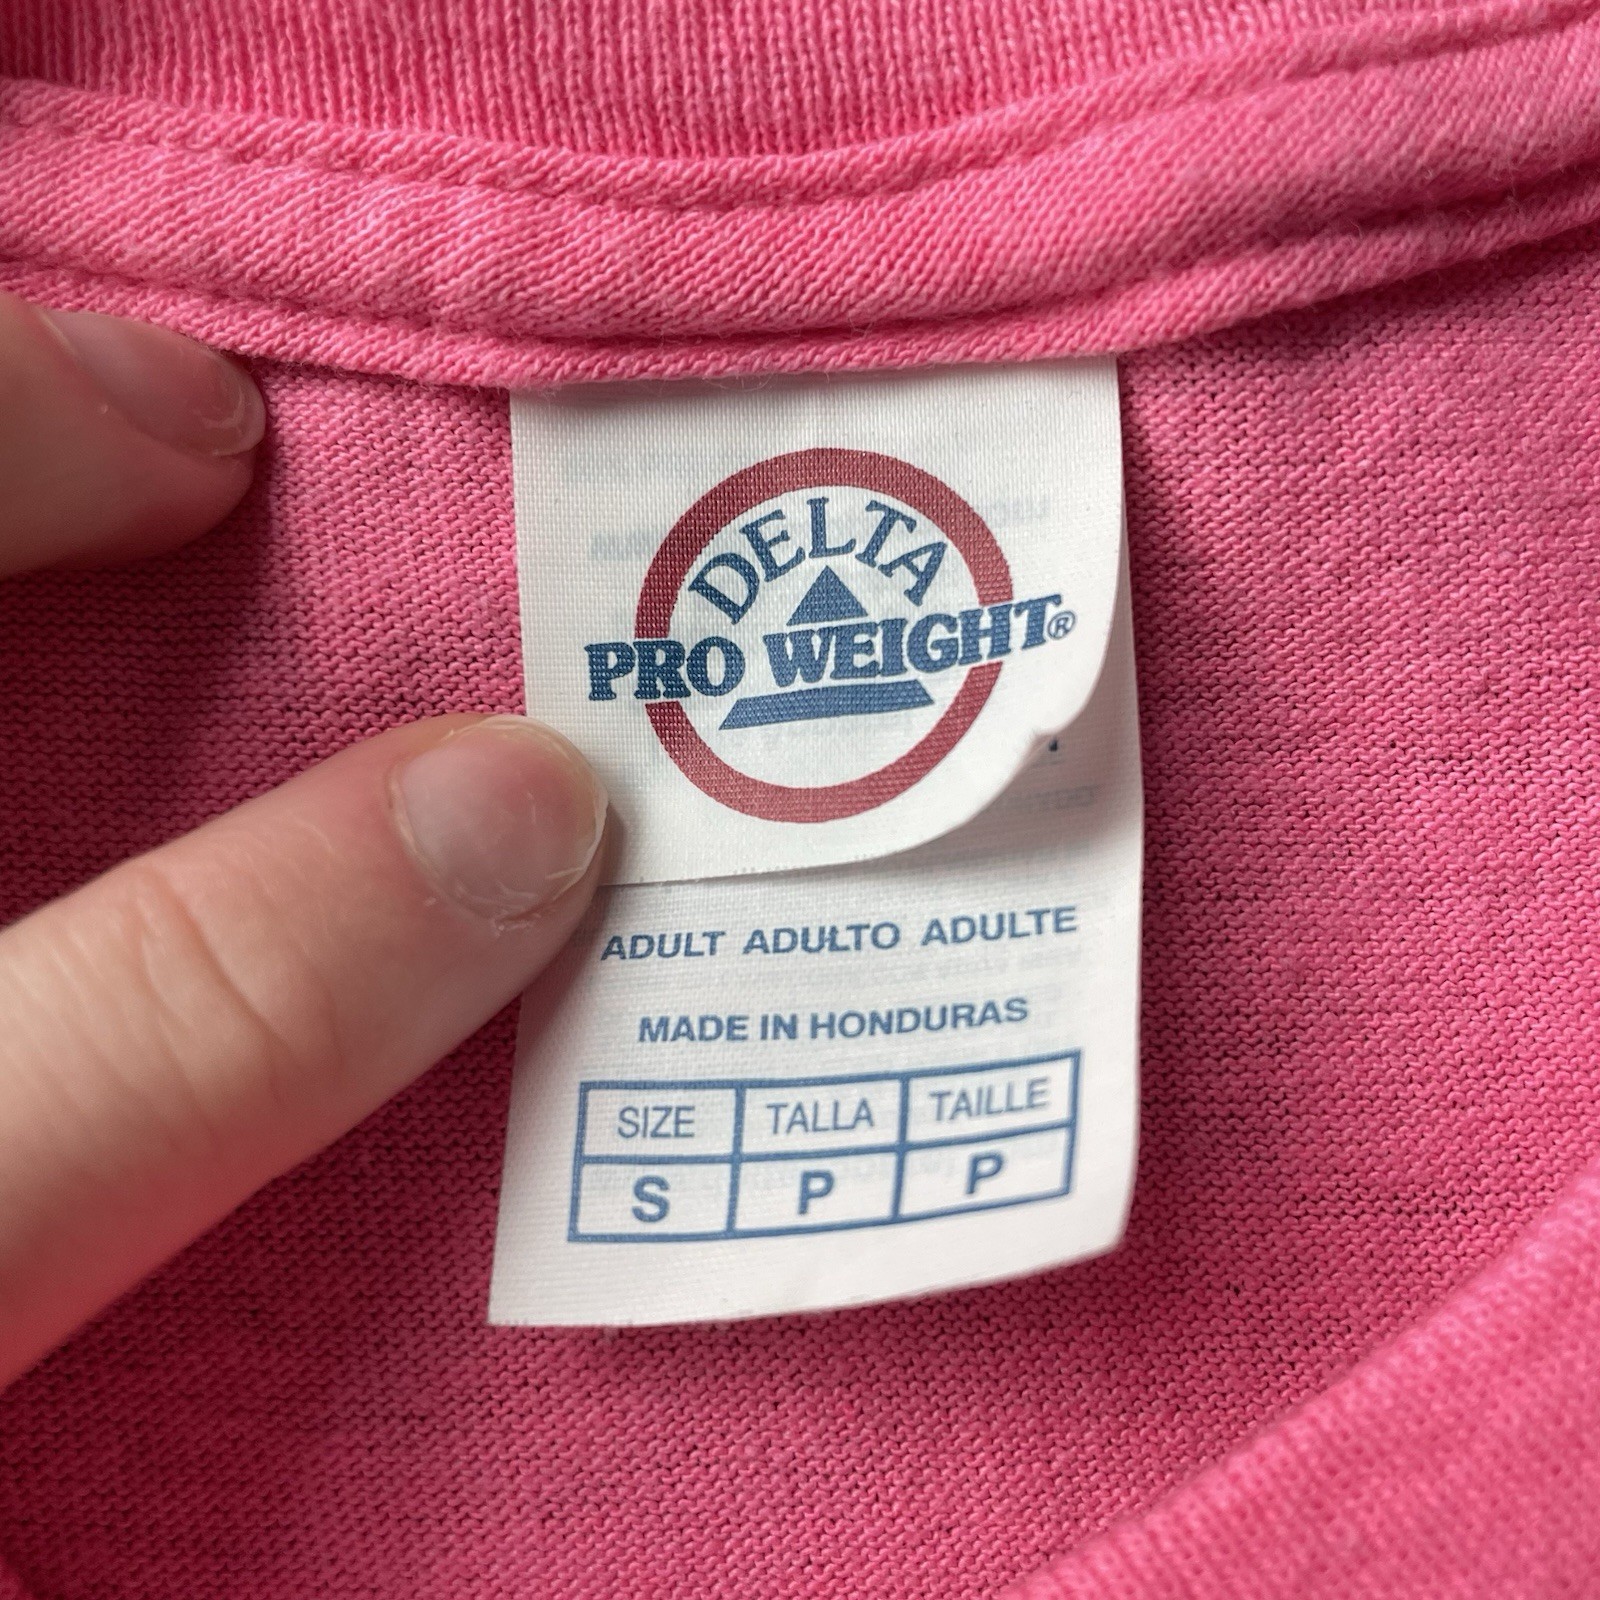 DELTA
PRO WEIGHT®
ADULT ADULTO ADULTE
MADE IN HONDURAS
SIZE TALLA TAILLE
S P P